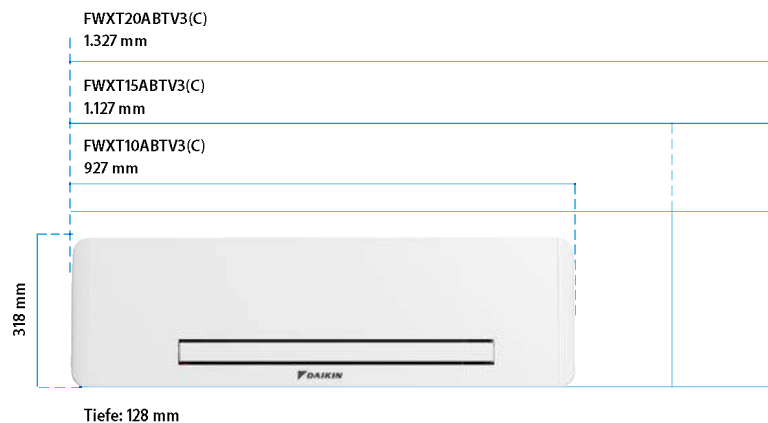 FWXT20ABTV3(C)
1.327 mm
FWXT15ABTV3(C)
1.127 mm
FWXT10ABTV3(C)
927 mm
318 mm
DAIKIN
Tiefe: 128 mm